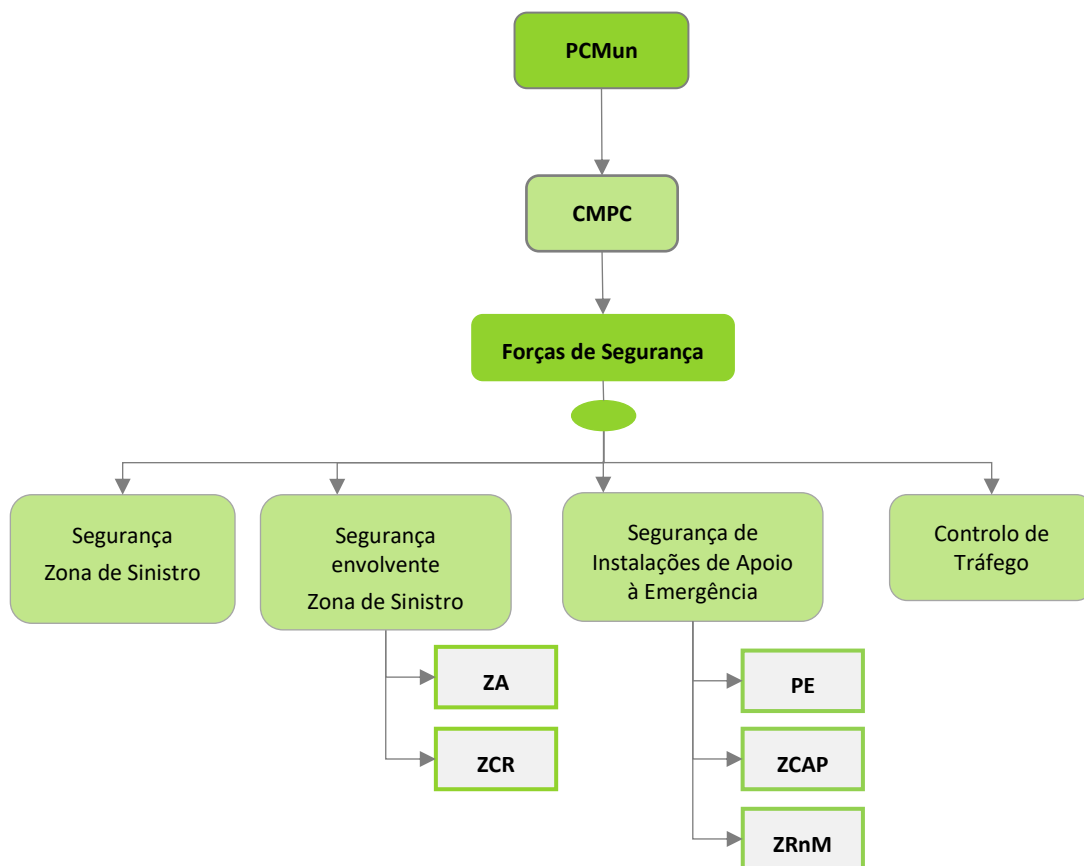 PCMun
CMPC
Forças de Segurança
Segurança
Zona de Sinistro
Segurança
envolvente
Zona de Sinistro
Segurança de
Instalações de Apoio
à Emergência
Controlo de
Tráfego
ZA
ZCR
PE
ZCAP
ZRnM